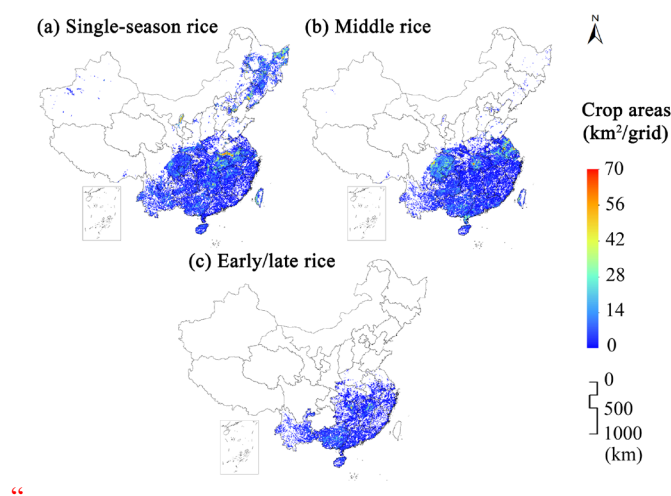 (a) Single-season rice
(b) Middle rice
N
Crop areas
(km²/grid)
70
56
42
28
14
0
(c) Early/late rice
0
500
1000
(km)
“